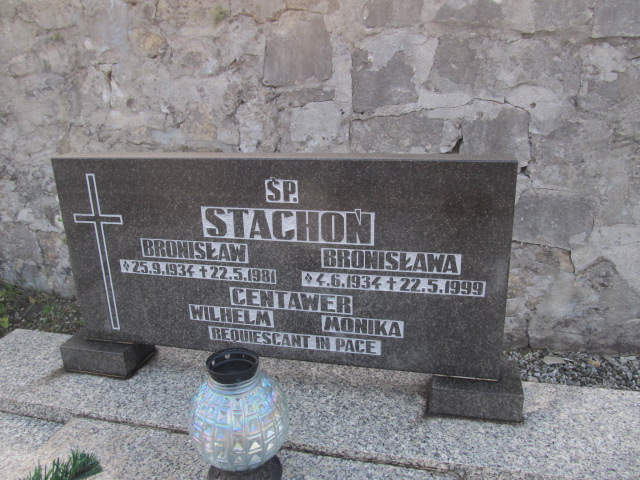 ŚP.
STACHOŃ
BRONISŁAW BRONISŁAWA
*25.9.1934 +22.5.1981 *4.6.1934 +22.5.1999
CENTAWER
WILHELM MONIKA
REQUIESCANT IN PACE